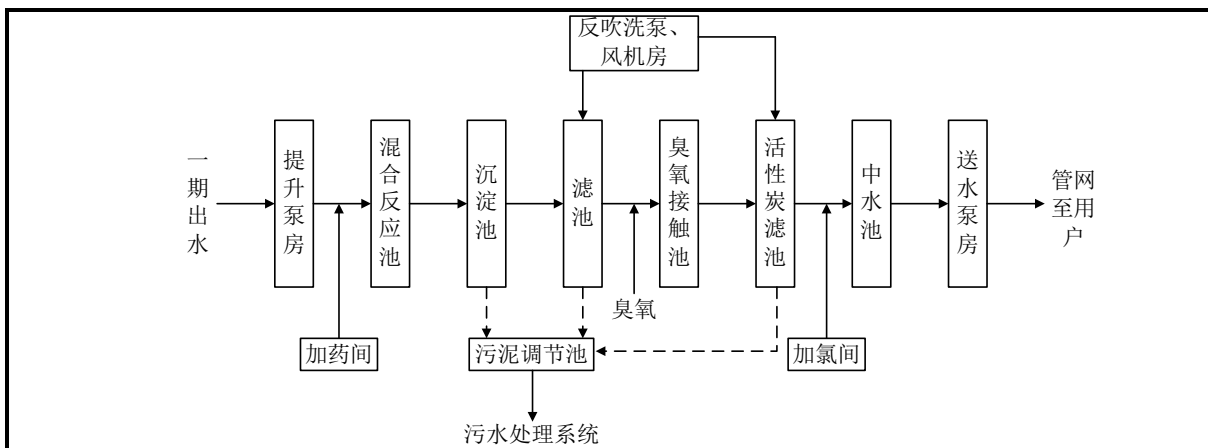 反吹洗泵、
风机房
一期出水
提升泵房
混合反应池
沉淀池
滤池
臭氧接触池
活性炭滤池
中水池
送水泵房
管网
至用
户
臭氧
加药间
污泥调节池
加氯间
污水处理系统